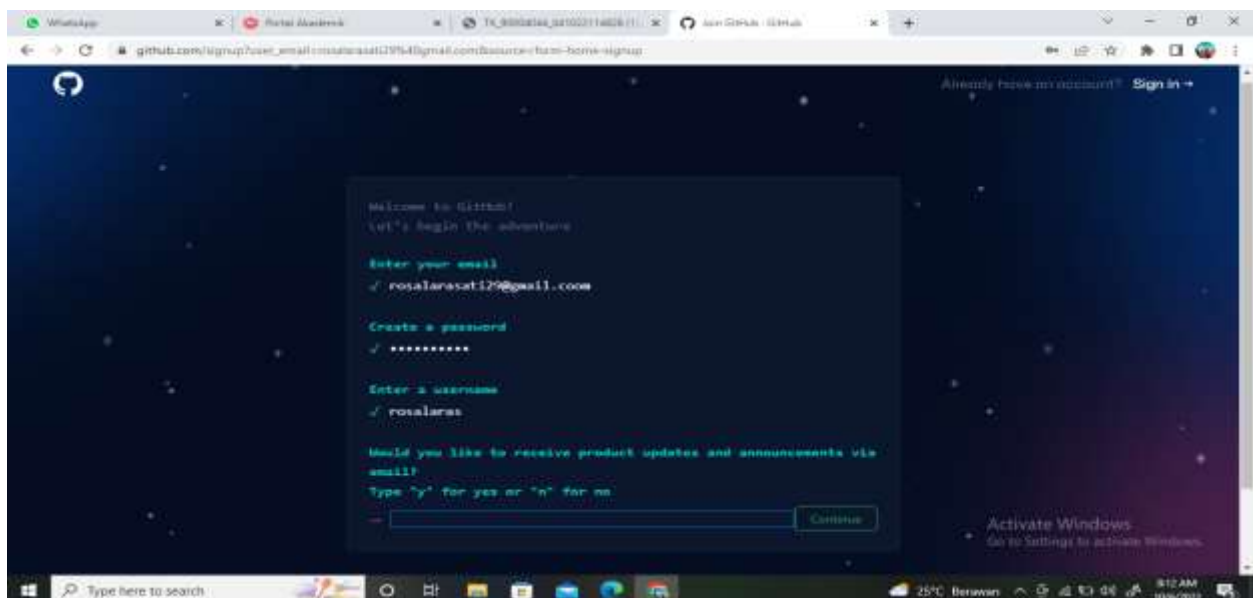 WhatsApp
Portal Akademik
Join GitHub · GitHub
Already have an account? Sign in →
Welcome to GitHub!
Let's begin the adventure
Enter your email
✓ rosalarasati29@gmail.coom
Create a password
✓ ••••••••••
Enter a username
✓ rosalaras
Would you like to receive product updates and announcements via
email?
Type "y" for yes or "n" for no
→ Continue
Activate Windows
Go to Settings to activate Windows.
Type here to search
25°C Berawan
8:12 AM